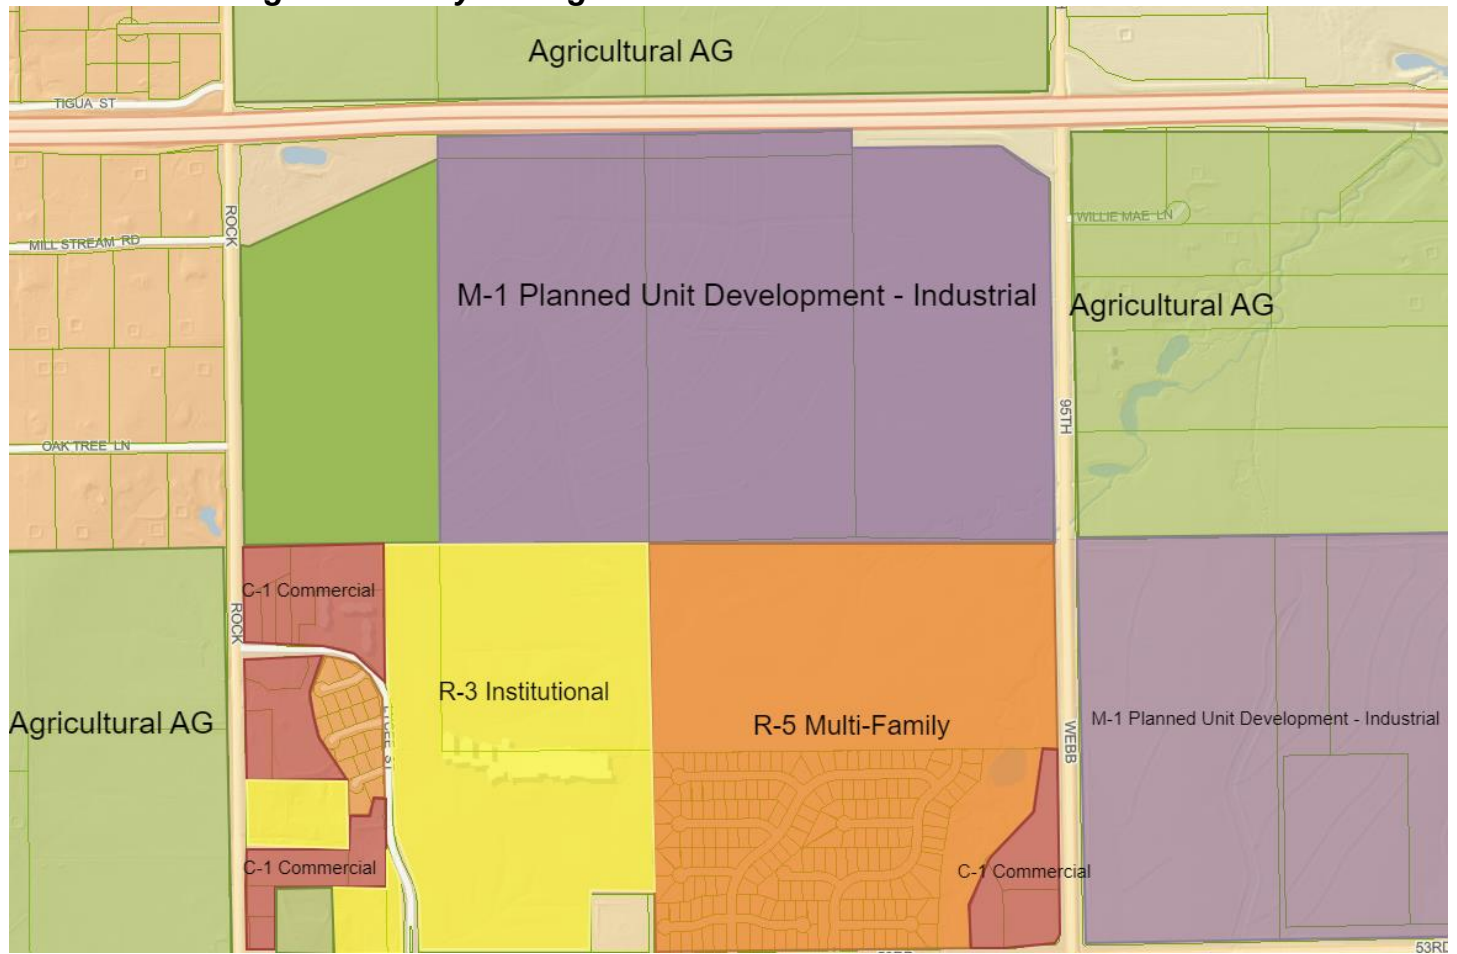 Agricultural AG
TIGUA ST
ROCK
MILL STREAM RD
WILLIE MAE LN
M-1 Planned Unit Development - Industrial
Agricultural AG
95TH
OAK TREE LN
C-1 Commercial
ROCK
R-3 Institutional
Agricultural AG
ST
R-5 Multi-Family
WEBB
M-1 Planned Unit Development - Industrial
C-1 Commercial
C-1 Commercial
53RD
53RD